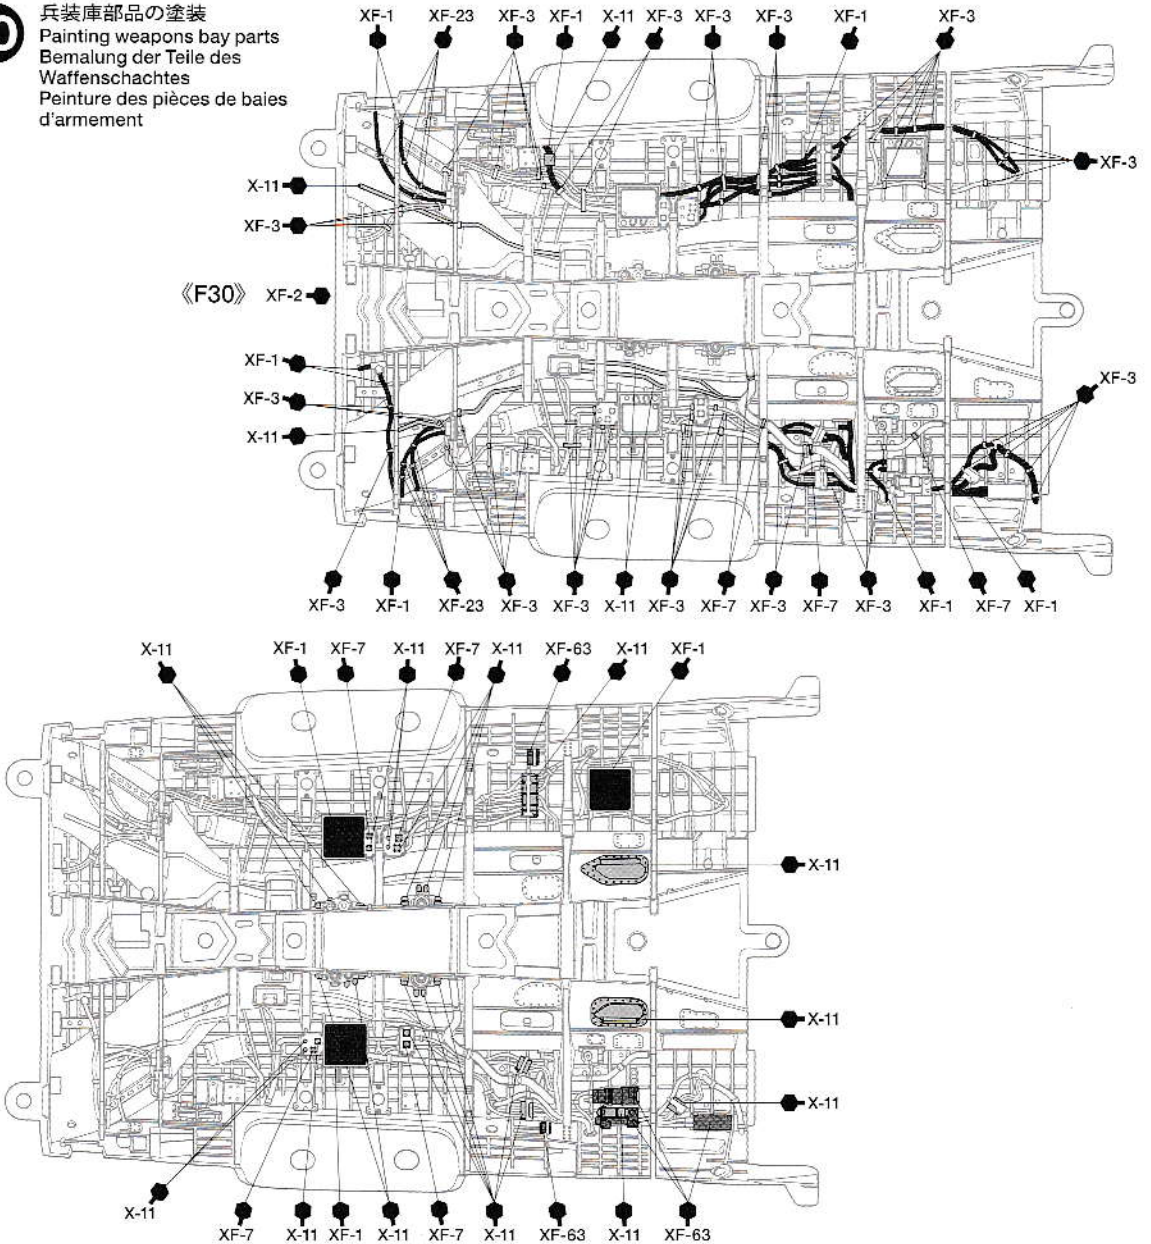 兵装庫部品の塗装
Painting weapons bay parts
Bemalung der Teile des
Waffenschachtes
Peinture des pièces de baies
d'armement
XF-1 XF-23 XF-3 XF-1 X-11 XF-3 XF-3 XF-3 XF-1 XF-3
XF-3
X-11
XF-3
《F30》 XF-2
XF-1
XF-3
XF-3
X-11
XF-3 XF-1 XF-23 XF-3 XF-3 X-11 XF-3 XF-7 XF-3 XF-7 XF-3 XF-1 XF-7 XF-1
X-11 XF-1 XF-7 X-11 XF-7 X-11 XF-63 X-11 XF-1
X-11
X-11
X-11
X-11
XF-7 X-11 XF-1 X-11 XF-7 X-11 XF-63 X-11 XF-63